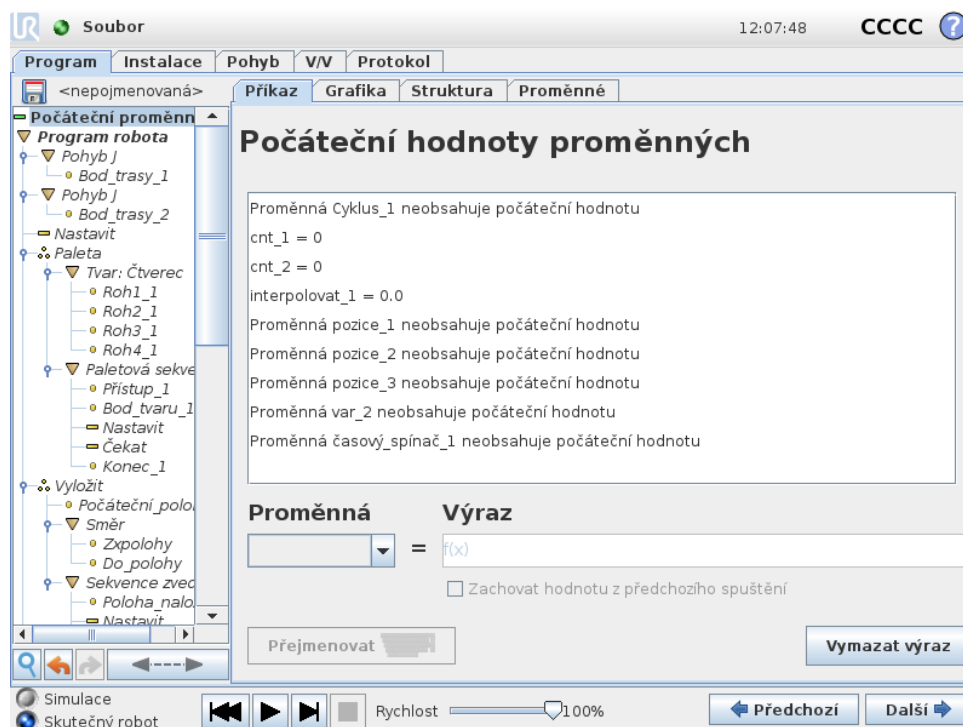 UR Soubor 12:07:48 CCCC ?
Program Instalace Pohyb V/V Protokol
<nepojmenovaná> Příkaz Grafika Struktura Proměnné
Počáteční proměnn
Program robota
Pohyb J
Bod_trasy_1
Pohyb J
Bod_trasy_2
Nastavit
Paleta
Tvar: Čtverec
Roh1_1
Roh2_1
Roh3_1
Roh4_1
Paletová sekve
Přístup_1
Bod_tvaru_1
Nastavit
Čekat
Konec_1
Vyložit
Počáteční_polo
Směr
Zxpolohy
Do_polohy
Sekvence zvec
Poloha_nalo
Nastavit
Počáteční hodnoty proměnných
Proměnná Cyklus_1 neobsahuje počáteční hodnotu
cnt_1 = 0
cnt_2 = 0
interpolovat_1 = 0.0
Proměnná pozice_1 neobsahuje počáteční hodnotu
Proměnná pozice_2 neobsahuje počáteční hodnotu
Proměnná pozice_3 neobsahuje počáteční hodnotu
Proměnná var_2 neobsahuje počáteční hodnotu
Proměnná časový_spínač_1 neobsahuje počáteční hodnotu
Proměnná Výraz
= f(x)
Zachovat hodnotu z předchozího spuštění
Přejmenovat Vymazat výraz
Simulace
Skutečný robot
Rychlost 100% Předchozí Další